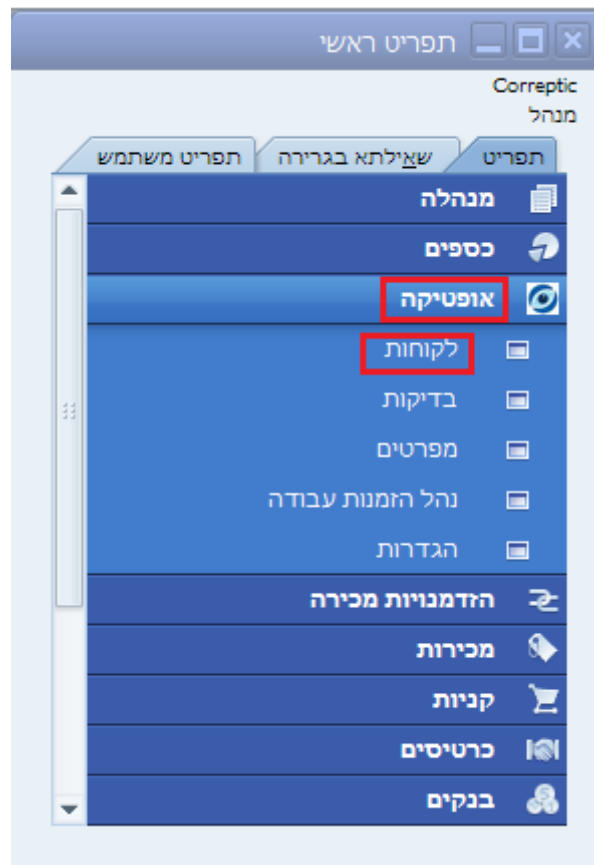 תפריט ראשי
Correptic
מנהל
תפריט שאילתא בגרירה תפריט משתמש
מנהלה
כספים
אופטיקה
לקוחות
בדיקות
מפרטים
נהל הזמנות עבודה
הגדרות
הזדמנויות מכירה
מכירות
קניות
כרטיסים
בנקים